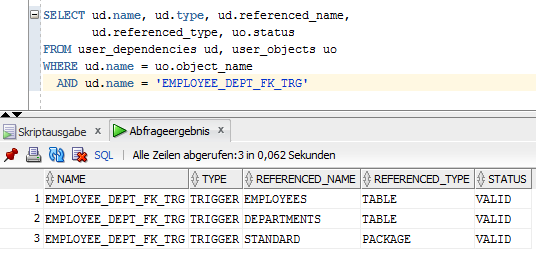 SELECT ud.name, ud.type, ud.referenced_name,
ud.referenced_type, uo.status
FROM user_dependencies ud, user_objects uo
WHERE ud.name = uo.object_name
AND ud.name = 'EMPLOYEE_DEPT_FK_TRG'
Skriptausgabe x Abfrageergebnis x
SQL | Alle Zeilen abgerufen:3 in 0,062 Sekunden
NAME TYPE REFERENCED_NAME REFERENCED_TYPE STATUS
1 EMPLOYEE_DEPT_FK_TRG TRIGGER EMPLOYEES TABLE VALID
2 EMPLOYEE_DEPT_FK_TRG TRIGGER DEPARTMENTS TABLE VALID
3 EMPLOYEE_DEPT_FK_TRG TRIGGER STANDARD PACKAGE VALID